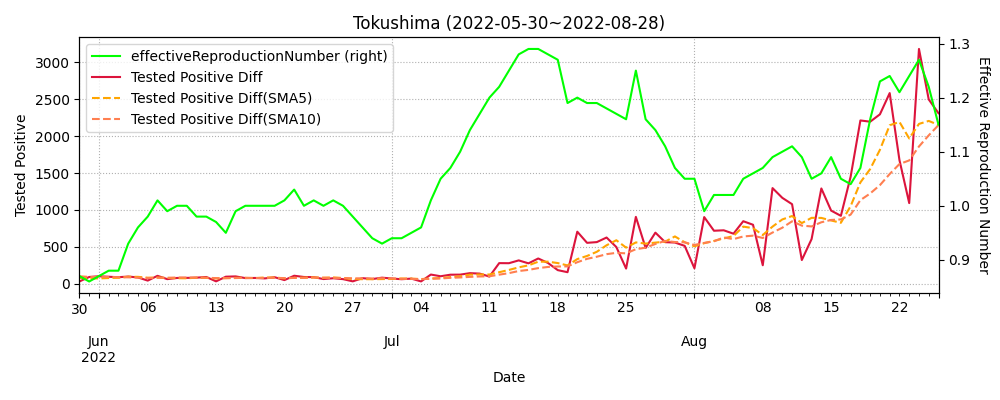 Tokushima (2022-05-30~2022-08-28)
effectiveReproductionNumber (right)
Tested Positive Diff
Tested Positive Diff(SMA5)
Tested Positive Diff(SMA10)
Tested Positive
3000
2500
2000
1500
1000
500
0
1.3
1.2
1.1
1.0
0.9
Effective Reproduction Number
30 06 13 20 27 04 11 18 25 08 15 22
Jun Jul Aug
2022
Date